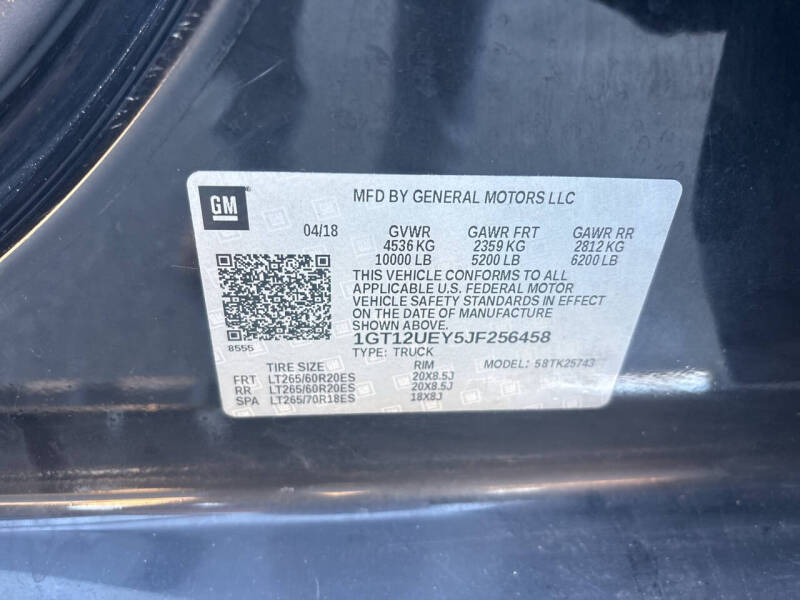 GM
MFD BY GENERAL MOTORS LLC
04/18 GVWR GAWR FRT GAWR RR
4536 KG 2359 KG 2812 KG
10000 LB 5200 LB 6200 LB
THIS VEHICLE CONFORMS TO ALL
APPLICABLE U.S. FEDERAL MOTOR
VEHICLE SAFETY STANDARDS IN EFFECT
ON THE DATE OF MANUFACTURE
SHOWN ABOVE.
8555
1GT12UEY5JF256458
TYPE: TRUCK MODEL: 58TK25743
TIRE SIZE RIM
FRT LT265/60R20ES 20X8.5J
RR LT265/60R20ES 20X8.5J
SPA LT265/70R18ES 18X8J